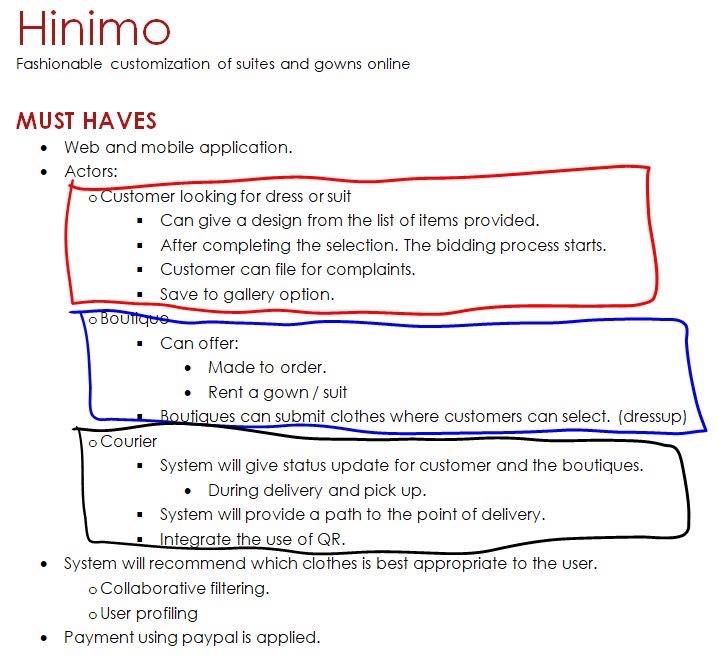 Hinimo
Fashionable customization of suites and gowns online
MUST HAVES
• Web and mobile application.
• Actors:
o Customer looking for dress or suit
▪ Can give a design from the list of items provided.
▪ After completing the selection. The bidding process starts.
▪ Customer can file for complaints.
▪ Save to gallery option.
o Boutique
▪ Can offer:
• Made to order.
• Rent a gown / suit
▪ Boutiques can submit clothes where customers can select. (dressup)
o Courier
▪ System will give status update for customer and the boutiques.
• During delivery and pick up.
▪ System will provide a path to the point of delivery.
▪ Integrate the use of QR.
• System will recommend which clothes is best appropriate to the user.
o Collaborative filtering.
o User profiling
• Payment using paypal is applied.